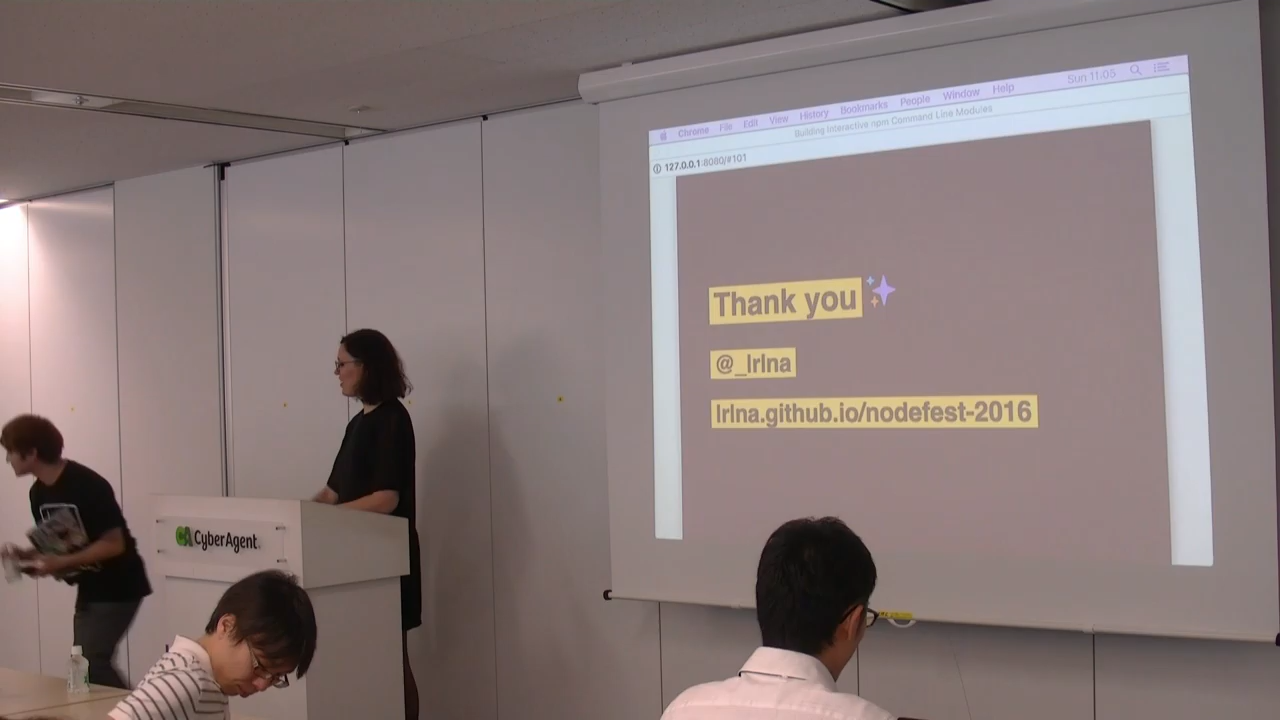 Chrome File Edit View History Bookmarks People Window Help Sun 11:05
Building Interactive npm Command Line Modules
127.0.0.1:8080/#101
Thank you
@_lrlna
lrlna.github.io/nodefest-2016
CA CyberAgent.